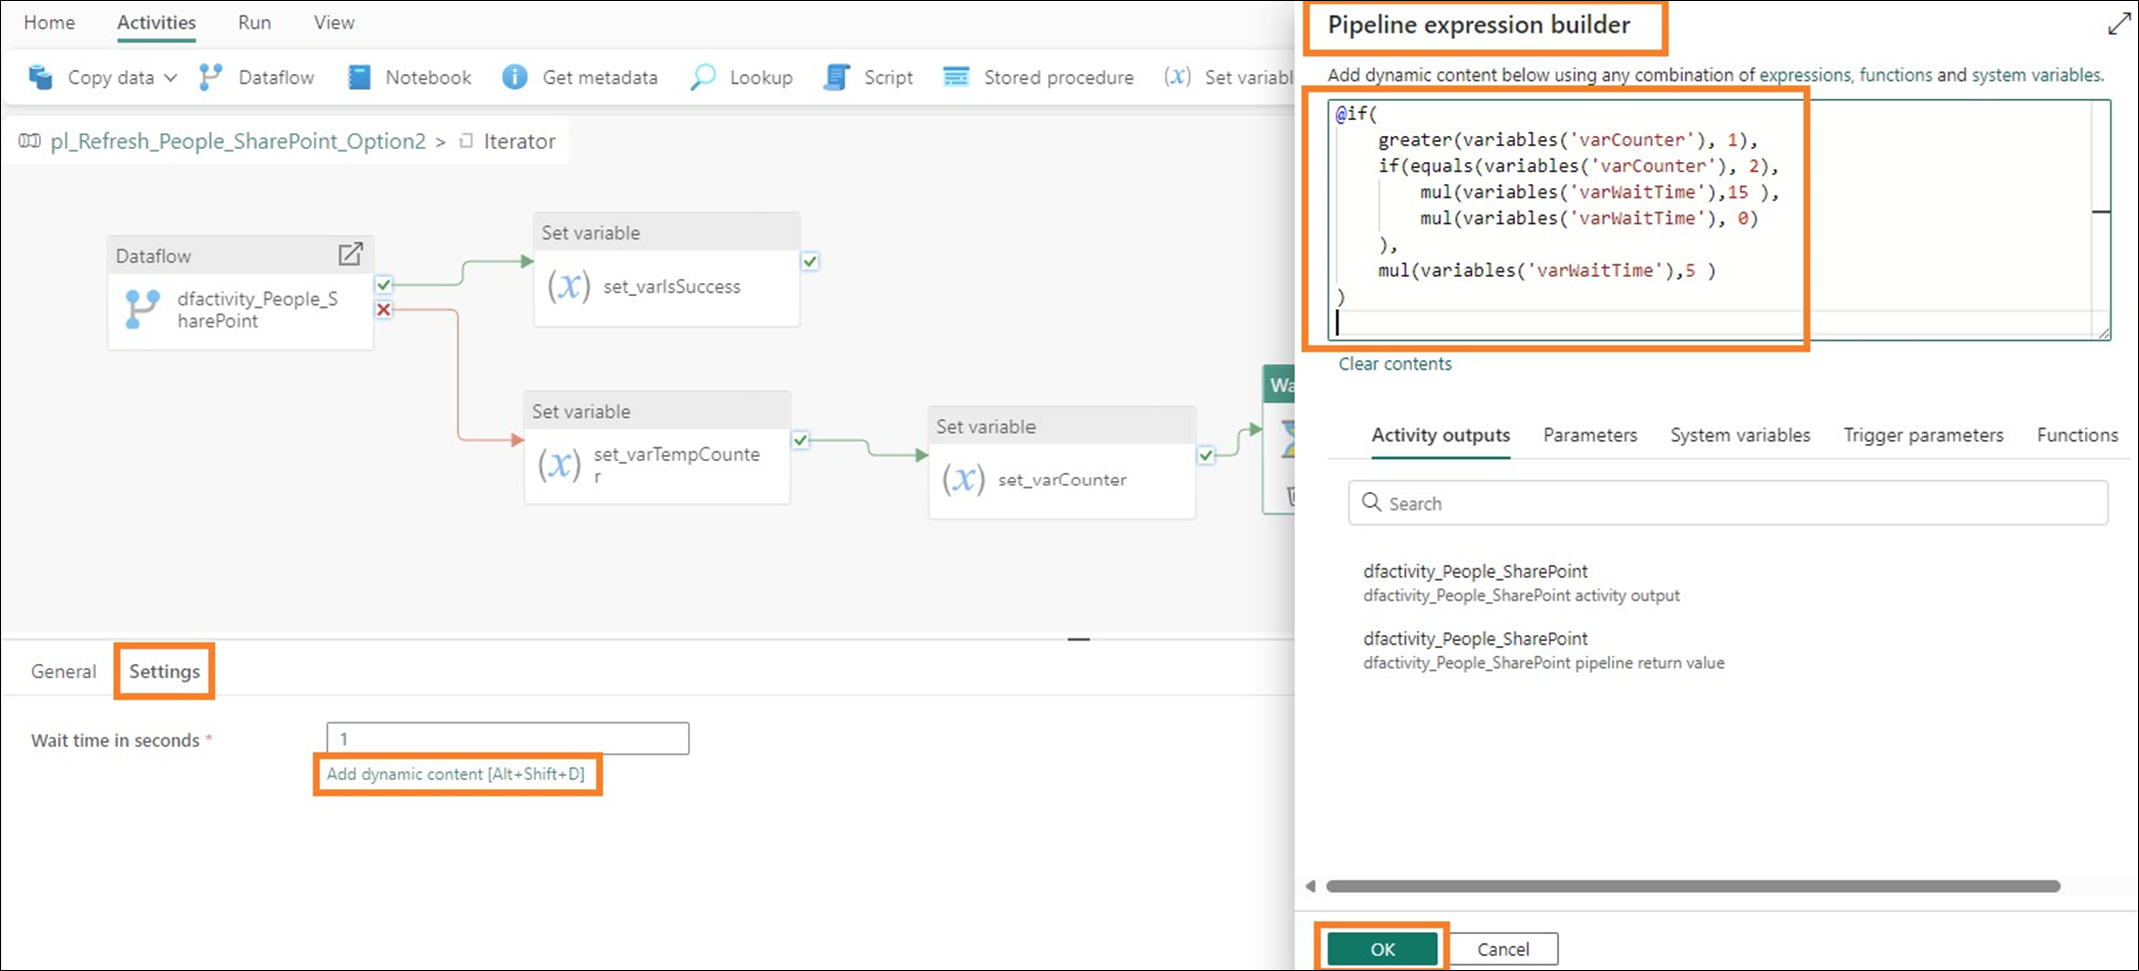 Home Activities Run View
Copy data Dataflow Notebook Get metadata Lookup Script Stored procedure (x) Set variabl
pl_Refresh_People_SharePoint_Option2 > Iterator
Dataflow
dfactivity_People_S
harePoint
Set variable
(x) set_varIsSuccess
Set variable
(x) set_varTempCounte
r
Set variable
(x) set_varCounter
Wa
General Settings
Wait time in seconds *
1
Add dynamic content [Alt+Shift+D]
Pipeline expression builder
Add dynamic content below using any combination of expressions, functions and system variables.
@if(
greater(variables('varCounter'), 1),
if(equals(variables('varCounter'), 2),
mul(variables('varWaitTime'),15 ),
mul(variables('varWaitTime'), 0)
),
mul(variables('varWaitTime'),5 )
)
Clear contents
Activity outputs Parameters System variables Trigger parameters Functions
Search
dfactivity_People_SharePoint
dfactivity_People_SharePoint activity output
dfactivity_People_SharePoint
dfactivity_People_SharePoint pipeline return value
OK Cancel